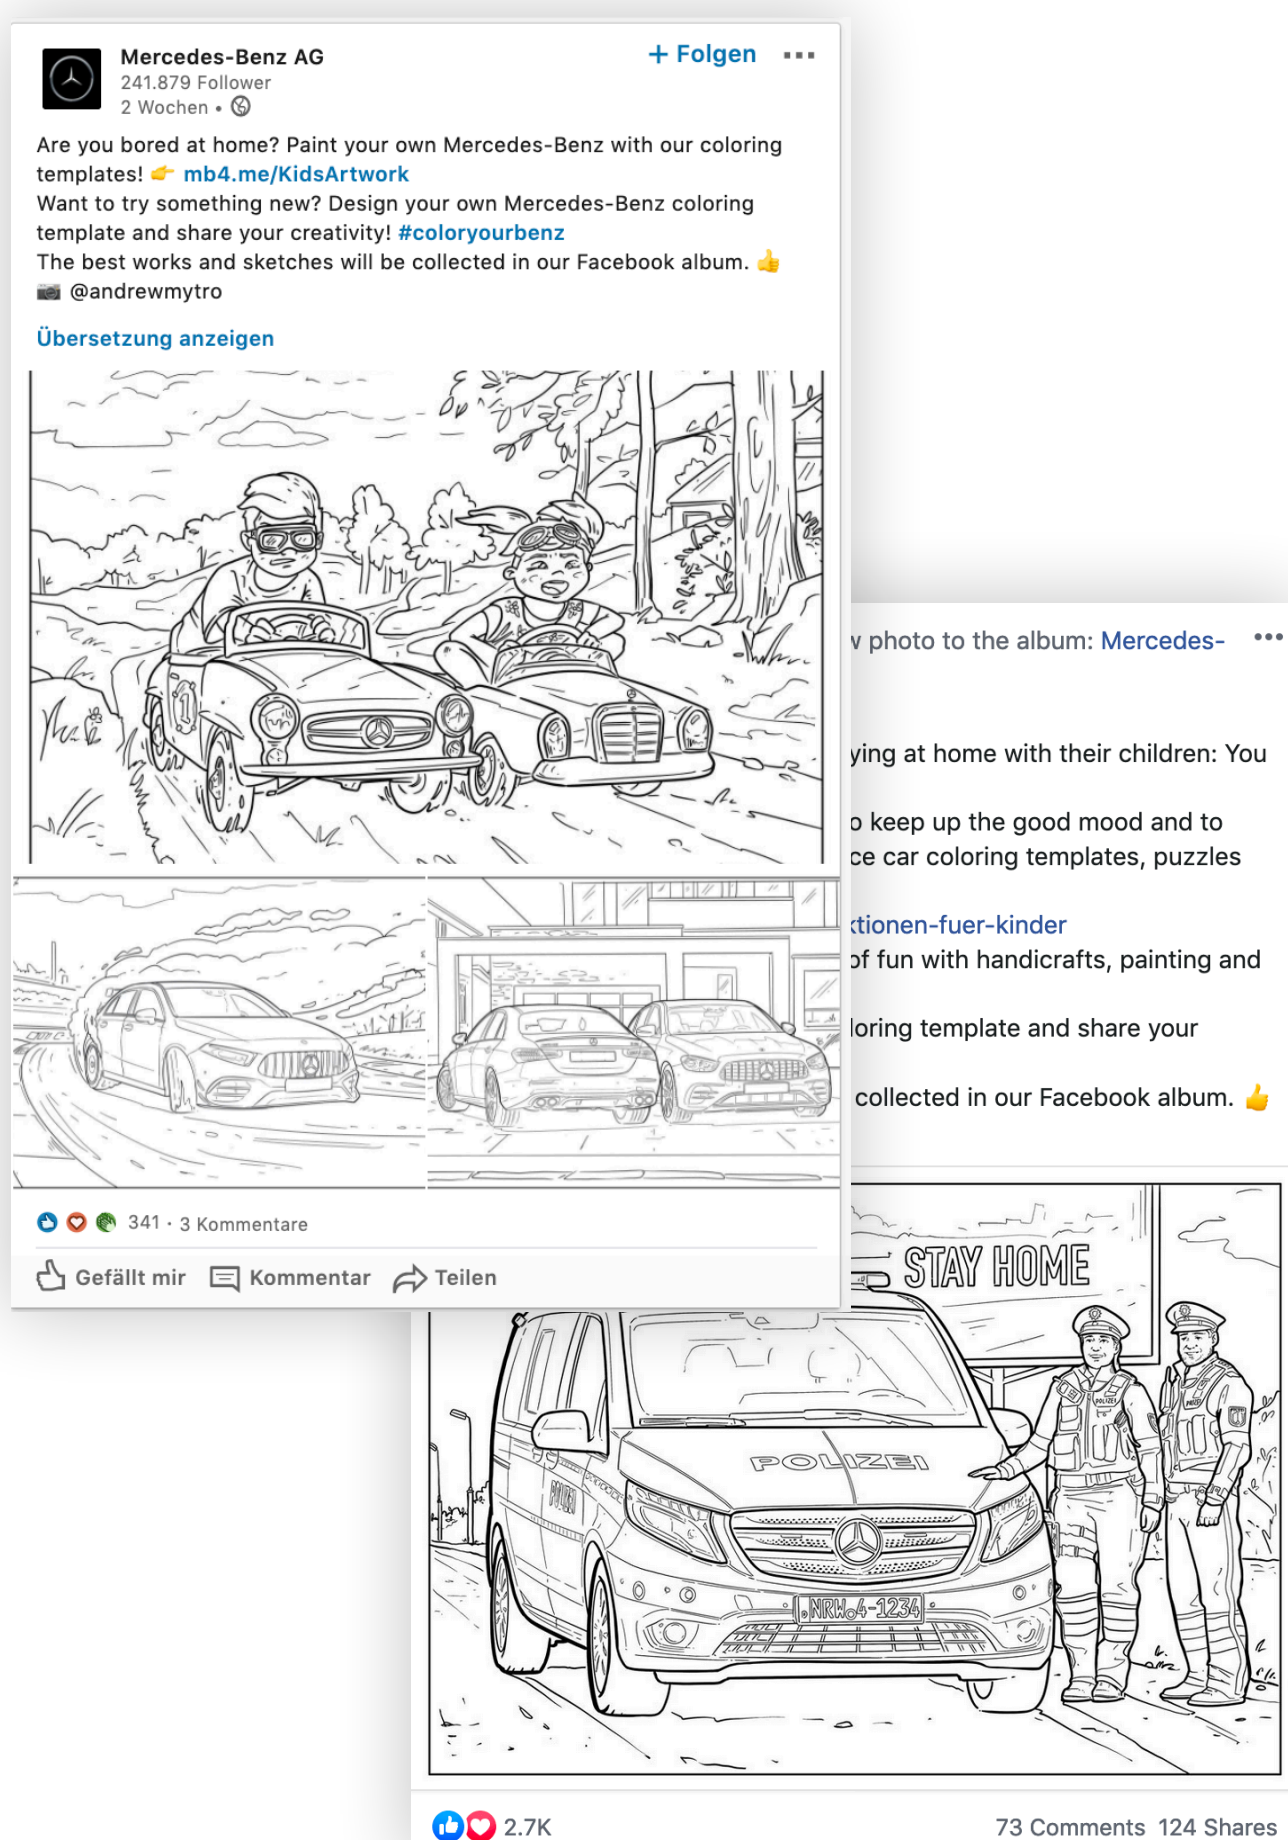 Mercedes-Benz AG
+ Folgen
241.879 Follower
2 Wochen •
Are you bored at home? Paint your own Mercedes-Benz with our coloring
templates! 👉 mb4.me/KidsArtwork
Want to try something new? Design your own Mercedes-Benz coloring
template and share your creativity! #coloryourbenz
The best works and sketches will be collected in our Facebook album. 👍
📷 @andrewmytro
Übersetzung anzeigen
1
341 · 3 Kommentare
Gefällt mir Kommentar Teilen
photo to the album: Mercedes-
at home with their children: You
keep up the good mood and to
car coloring templates, puzzles
ktionen-fuer-kinder
of fun with handicrafts, painting and
template and share your
collected in our Facebook album. 👍
STAY HOME
POLIZEI
POLIZEI
POLIZEI
POLIZEI
NRW 4-1234
2.7K
73 Comments 124 Shares